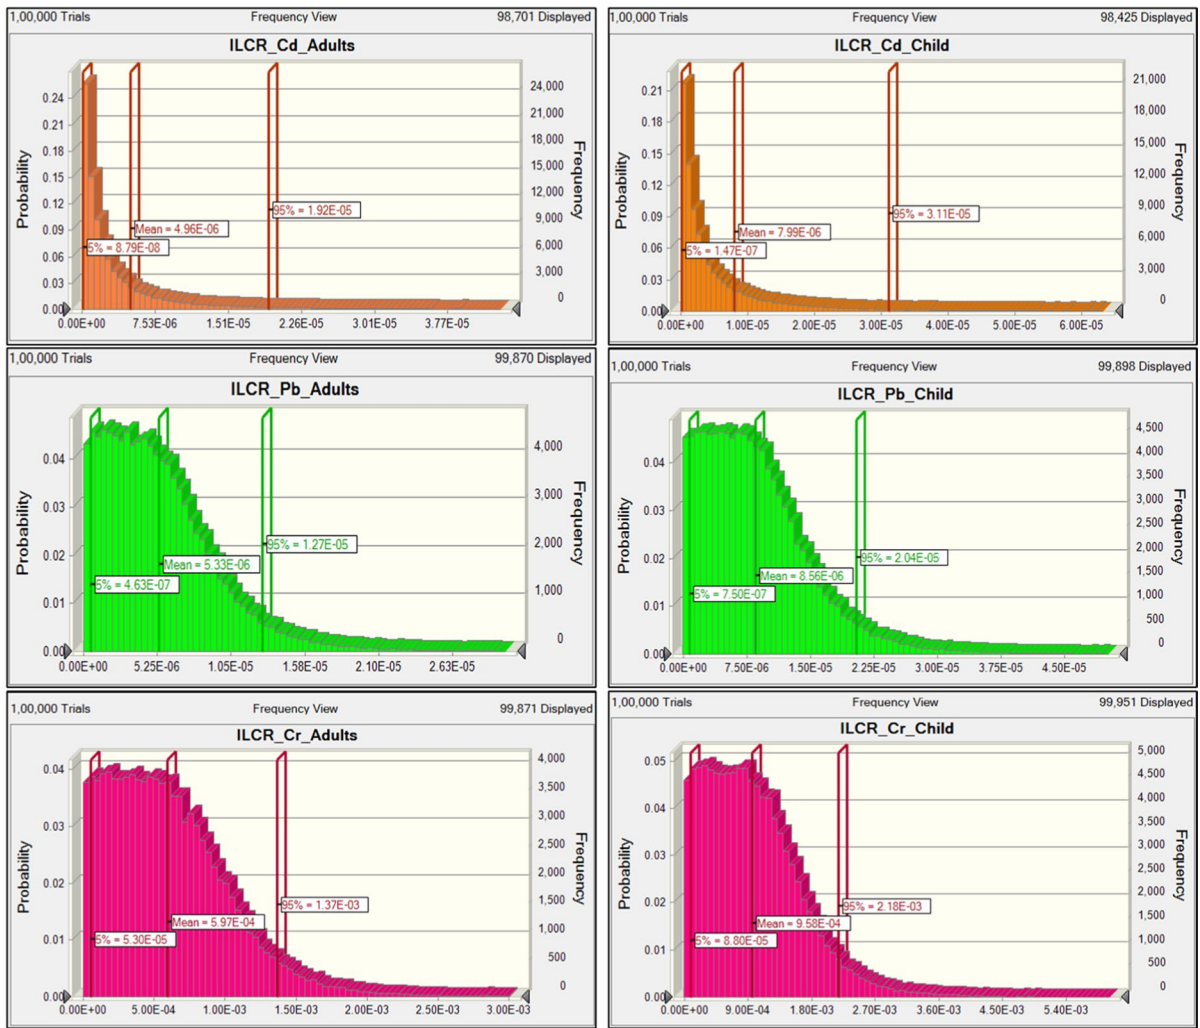 1,00,000 Trials Frequency View 98,701 Displayed
ILCR_Cd_Adults
Probability
0.24
0.21
0.18
0.15
0.12
0.09
0.06
0.03
0.00
24,000
21,000
18,000
15,000
12,000
9,000
6,000
3,000
0
Frequency
95% = 1.92E-05
Mean = 4.96E-06
5% = 8.79E-08
0.00E+00 7.53E-06 1.51E-05 2.26E-05 3.01E-05 3.77E-05
1,00,000 Trials Frequency View 98,425 Displayed
ILCR_Cd_Child
Probability
0.21
0.18
0.15
0.12
0.09
0.06
0.03
0.00
21,000
18,000
15,000
12,000
9,000
6,000
3,000
0
Frequency
95% = 3.11E-05
Mean = 7.99E-06
5% = 1.47E-07
0.00E+00 1.00E-05 2.00E-05 3.00E-05 4.00E-05 5.00E-05 6.00E-05
1,00,000 Trials Frequency View 99,870 Displayed
ILCR_Pb_Adults
Probability
0.04
0.03
0.02
0.01
0.00
4,000
3,000
2,000
1,000
0
Frequency
95% = 1.27E-05
Mean = 5.33E-06
5% = 4.63E-07
0.00E+00 5.25E-06 1.05E-05 1.58E-05 2.10E-05 2.63E-05
1,00,000 Trials Frequency View 99,898 Displayed
ILCR_Pb_Child
Probability
0.04
0.03
0.02
0.01
0.00
4,500
4,000
3,500
3,000
2,500
2,000
1,500
1,000
500
0
Frequency
95% = 2.04E-05
Mean = 8.56E-06
5% = 7.50E-07
0.00E+00 7.50E-06 1.50E-05 2.25E-05 3.00E-05 3.75E-05 4.50E-05
1,00,000 Trials Frequency View 99,871 Displayed
ILCR_Cr_Adults
Probability
0.04
0.03
0.02
0.01
0.00
4,000
3,500
3,000
2,500
2,000
1,500
1,000
500
0
Frequency
95% = 1.37E-03
Mean = 5.97E-04
5% = 5.30E-05
0.00E+00 5.00E-04 1.00E-03 1.50E-03 2.00E-03 2.50E-03 3.00E-03
1,00,000 Trials Frequency View 99,951 Displayed
ILCR_Cr_Child
Probability
0.05
0.04
0.03
0.02
0.01
0.00
5,000
4,500
4,000
3,500
3,000
2,500
2,000
1,500
1,000
500
0
Frequency
95% = 2.18E-03
Mean = 9.58E-04
5% = 8.80E-05
0.00E+00 9.00E-04 1.80E-03 2.70E-03 3.60E-03 4.50E-03 5.40E-03